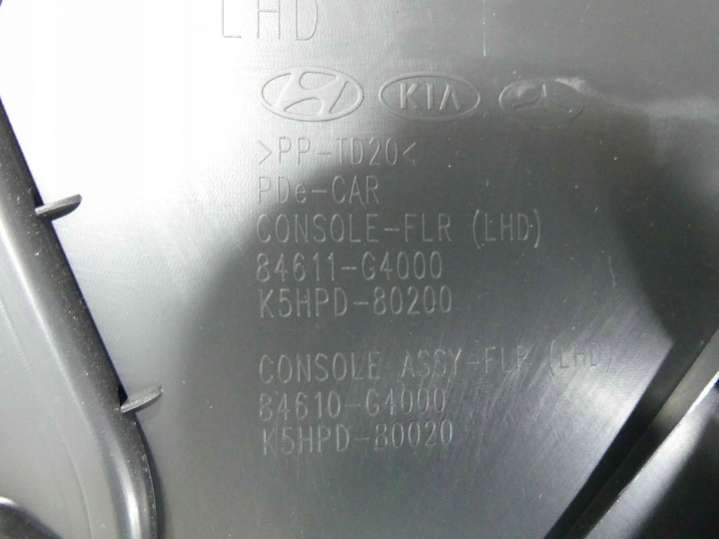 LHD
KIA
>PP-TD20<
PDe-CAR
CONSOLE-FLR (LHD)
84611-G4000
K5HPD-80200
CONSOLE ASSY-FLR (LHD)
84610-G4000
K5HPD-80020